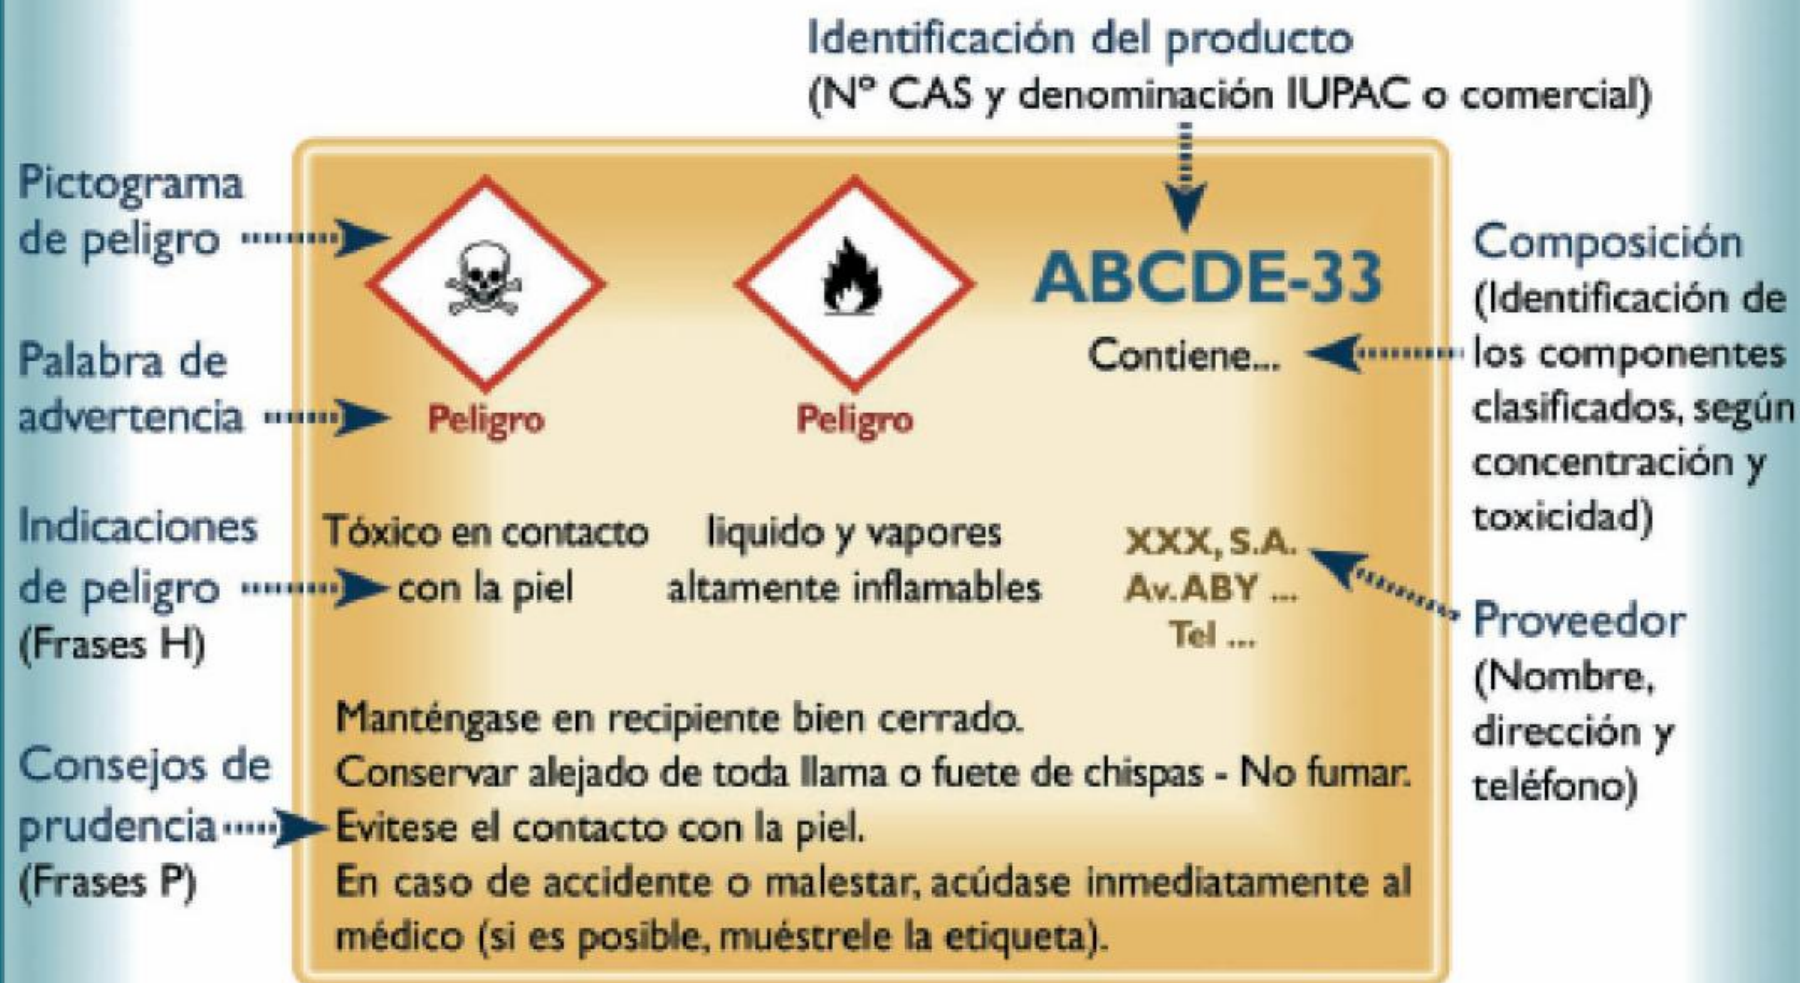 Identificación del producto
(Nº CAS y denominación IUPAC o comercial)
Pictograma
de peligro
Palabra de
advertencia
Indicaciones
de peligro
(Frases H)
Consejos de
prudencia
(Frases P)
Peligro
Peligro
ABCDE-33
Contiene...
Tóxico en contacto
con la piel
liquido y vapores
altamente inflamables
XXX, S.A.
Av.ABY ...
Tel ...
Manténgase en recipiente bien cerrado.
Conservar alejado de toda llama o fuete de chispas - No fumar.
Evitese el contacto con la piel.
En caso de accidente o malestar, acúdase inmediatamente al
médico (si es posible, muéstrele la etiqueta).
Composición
(Identificación de
los componentes
clasificados, según
concentración y
toxicidad)
Proveedor
(Nombre,
dirección y
teléfono)